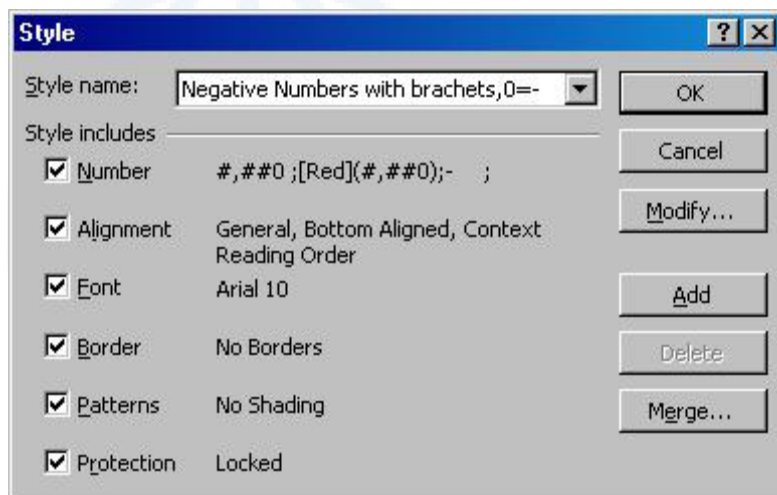 Style
Style name: Negative Numbers with brachets,0=- OK
Style includes
Cancel
Number #,##0 ;[Red](#,##0);- ;
Modify...
Alignment General, Bottom Aligned, Context
Reading Order
Font Arial 10
Add
Border No Borders
Delete
Patterns No Shading
Merge...
Protection Locked